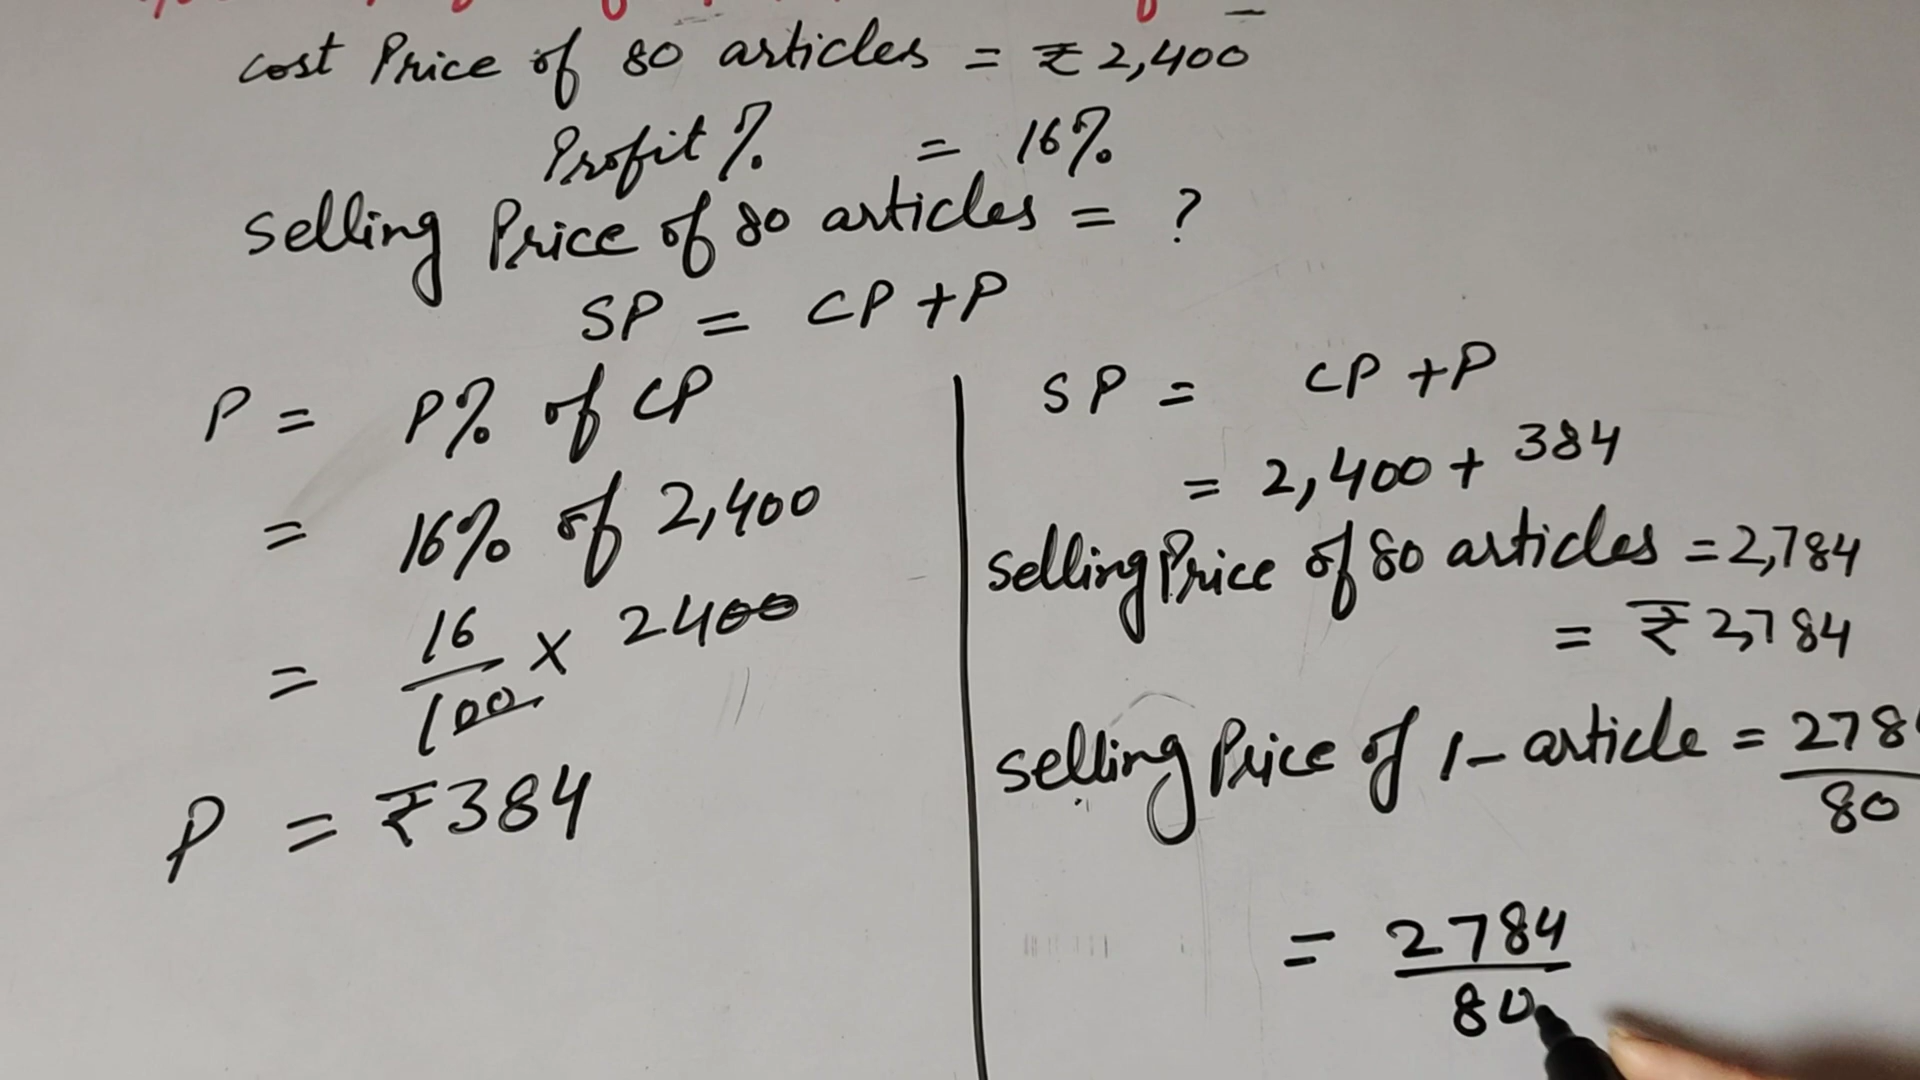 cost Price of 80 articles = ₹2,400
Profit% = 16%
Selling Price of 80 articles = ?
SP = CP + P
P = P% of CP
= 16% of 2,400
= 16/100 × 2400
P = ₹384
SP = CP + P
= 2,400 + 384
Selling Price of 80 articles = 2,784
= ₹2,784
Selling Price of 1-article = 278
80
= 2784/80